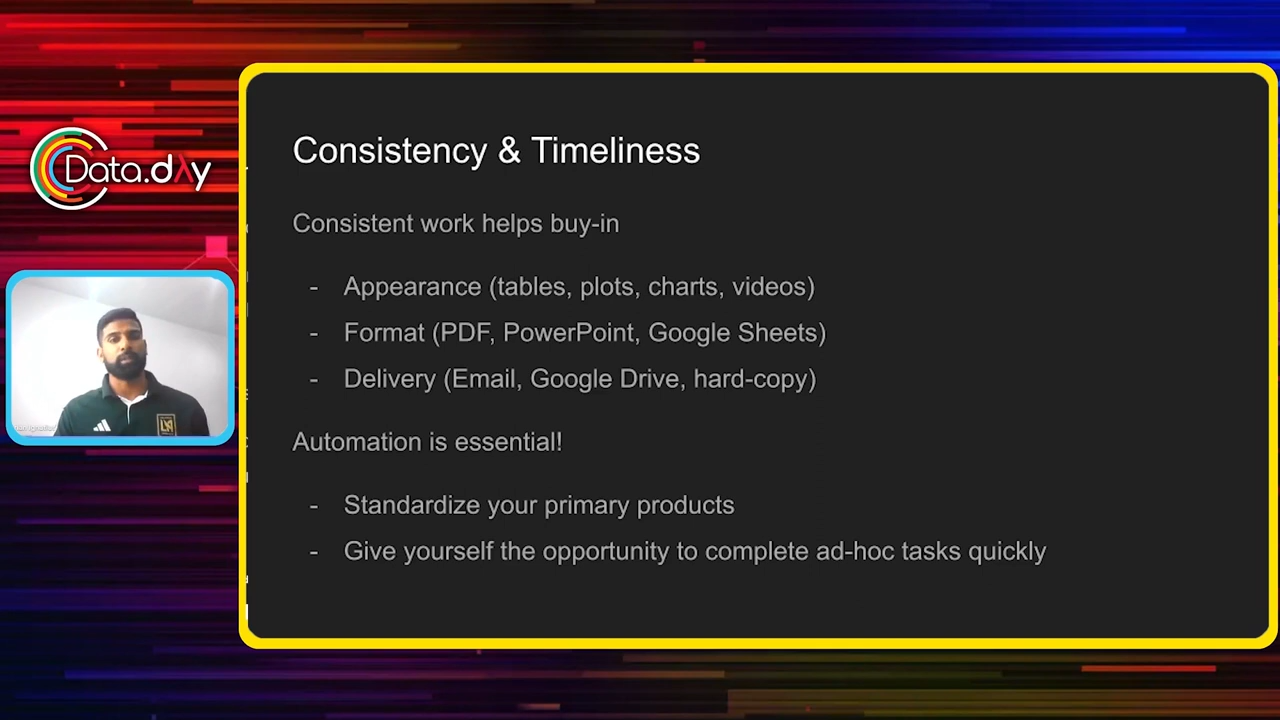 Data.dλy
Consistency & Timeliness
Consistent work helps buy-in
- Appearance (tables, plots, charts, videos)
- Format (PDF, PowerPoint, Google Sheets)
- Delivery (Email, Google Drive, hard-copy)
Automation is essential!
- Standardize your primary products
- Give yourself the opportunity to complete ad-hoc tasks quickly